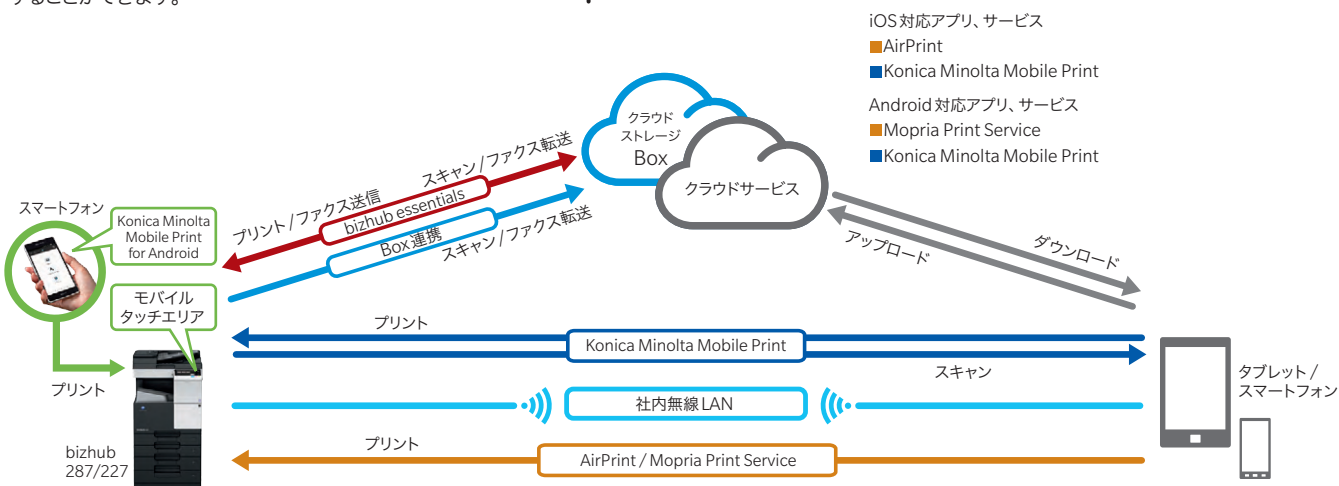 することができます。
iOS対応アプリ、サービス
■AirPrint
■Konica Minolta Mobile Print
Android対応アプリ、サービス
■Mopria Print Service
■Konica Minolta Mobile Print
クラウド
ストレージ
Box
クラウドサービス
スキャン/ファクス転送
プリント/ファクス送信
bizhub essentials
Box連携
スキャン/ファクス転送
スマートフォン
Konica Minolta
Mobile Print
for Android
モバイル
タッチエリア
プリント
bizhub
287/227
ダウンロード
アップロード
プリント
Konica Minolta Mobile Print
スキャン
社内無線LAN
プリント
AirPrint / Mopria Print Service
タブレット/
スマートフォン